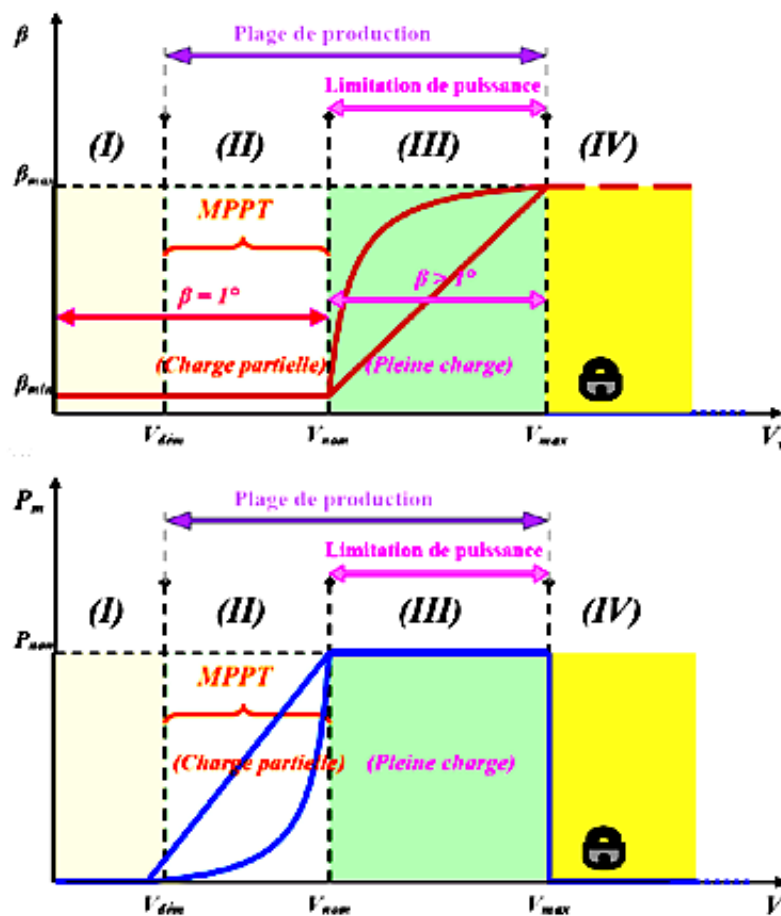 β
Plage de production
Limitation de puissance
(I) (II) (III) (IV)
βmax
MPPT
β = 1° β > 1°
(Charge partielle) (Pleine charge)
βmin
Vdém Vnom Vmax Vv
Pm
Plage de production
Limitation de puissance
(I) (II) (III) (IV)
Pnom
MPPT
(Charge partielle) (Pleine charge)
Vdém Vnom Vmax V